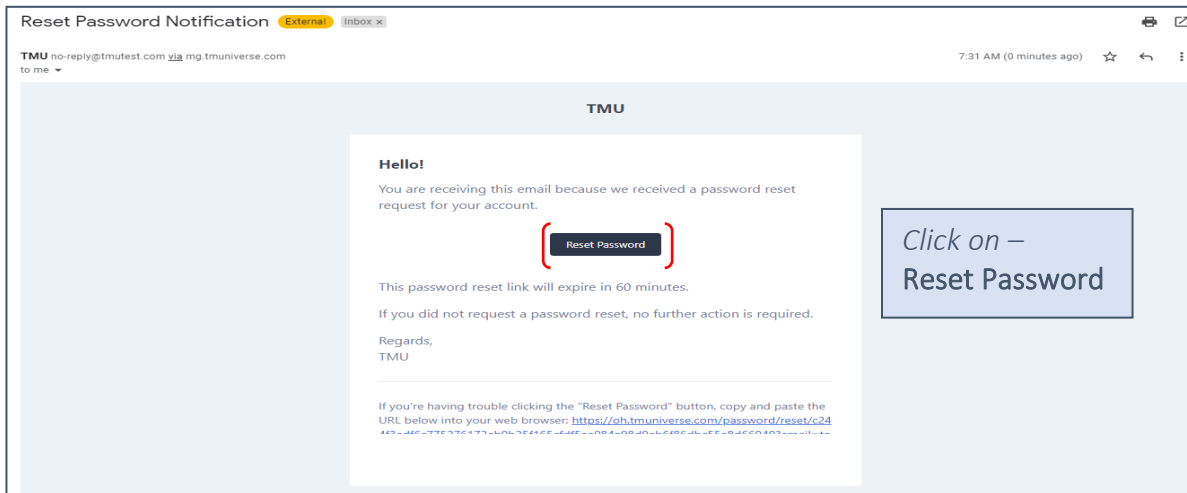 Reset Password Notification External Inbox x
TMU no-reply@tmutest.com via mg.tmuniverse.com
7:31 AM (0 minutes ago)
to me
TMU
Hello!
You are receiving this email because we received a password reset
request for your account.
Reset Password
Click on –
Reset Password
This password reset link will expire in 60 minutes.
If you did not request a password reset, no further action is required.
Regards,
TMU
If you're having trouble clicking the "Reset Password" button, copy and paste the
URL below into your web browser: https://oh.tmuniverse.com/password/reset/c24